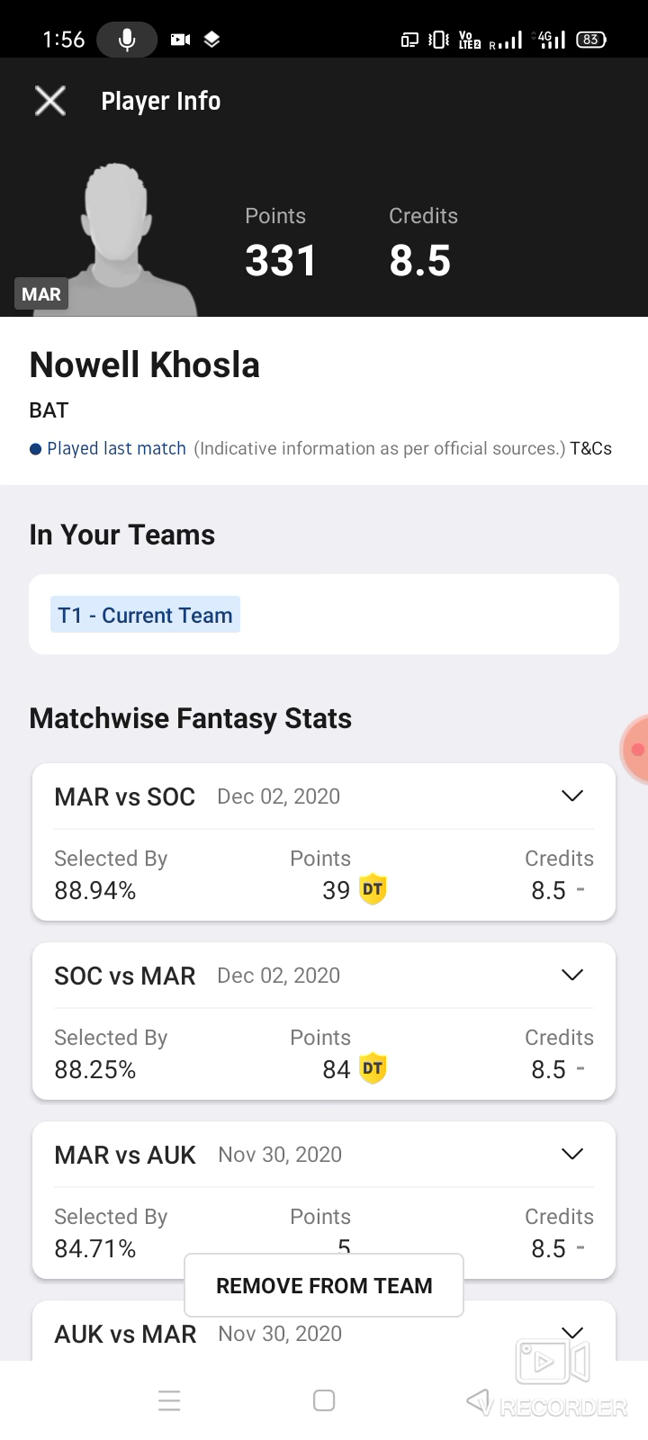 1:56 Vo LTE2 R 4G 83
Player Info
Points Credits
331 8.5
MAR
Nowell Khosla
BAT
Played last match (Indicative information as per official sources.) T&Cs
In Your Teams
T1 - Current Team
Matchwise Fantasy Stats
MAR vs SOC Dec 02, 2020
Selected By Points Credits
88.94% 39 DT 8.5 -
SOC vs MAR Dec 02, 2020
Selected By Points Credits
88.25% 84 DT 8.5 -
MAR vs AUK Nov 30, 2020
Selected By Points Credits
84.71% 5 8.5 -
REMOVE FROM TEAM
AUK vs MAR Nov 30, 2020
V RECORDER